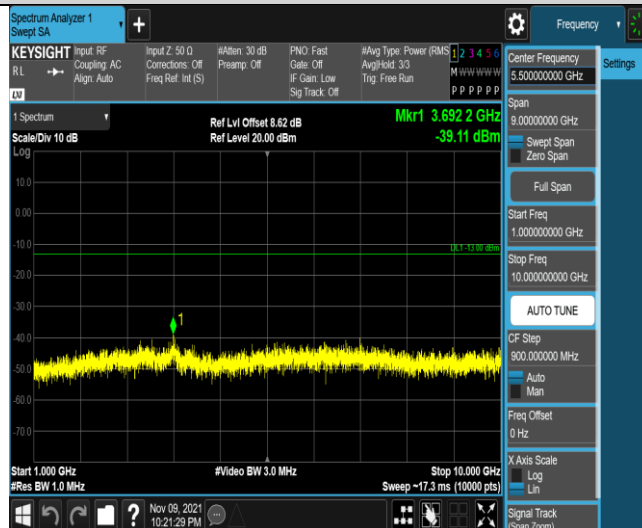 Spectrum Analyzer 1
Swept SA
+
Frequency
KEYSIGHT
RL
LXI
Input: RF
Coupling: AC
Align: Auto
Input Z: 50 Ω
Corrections: Off
Freq Ref: Int (S)
#Atten: 30 dB
Preamp: Off
PNO: Fast
Gate: Off
IF Gain: Low
Sig Track: Off
#Avg Type: Power (RMS
Avg|Hold: 3/3
Trig: Free Run
1 2 3 4 5 6
M W W W W W
P P P P P P
1 Spectrum
Scale/Div 10 dB
Log
Ref Lvl Offset 8.62 dB
Ref Level 20.00 dBm
Mkr1 3.692 2 GHz
-39.11 dBm
10.0
0.00
-10.0
DL1 -13.00 dBm
-20.0
-30.0
1
-40.0
-50.0
-60.0
-70.0
Start 1.000 GHz
#Res BW 1.0 MHz
#Video BW 3.0 MHz
Stop 10.000 GHz
Sweep ~17.3 ms (10000 pts)
Nov 09, 2021
10:21:29 PM
?
Center Frequency
5.500000000 GHz
Settings
Span
9.00000000 GHz
Swept Span
Zero Span
Full Span
Start Freq
1.000000000 GHz
Stop Freq
10.000000000 GHz
AUTO TUNE
CF Step
900.000000 MHz
Auto
Man
Freq Offset
0 Hz
X Axis Scale
Log
Lin
Signal Track
(Span Zoom)